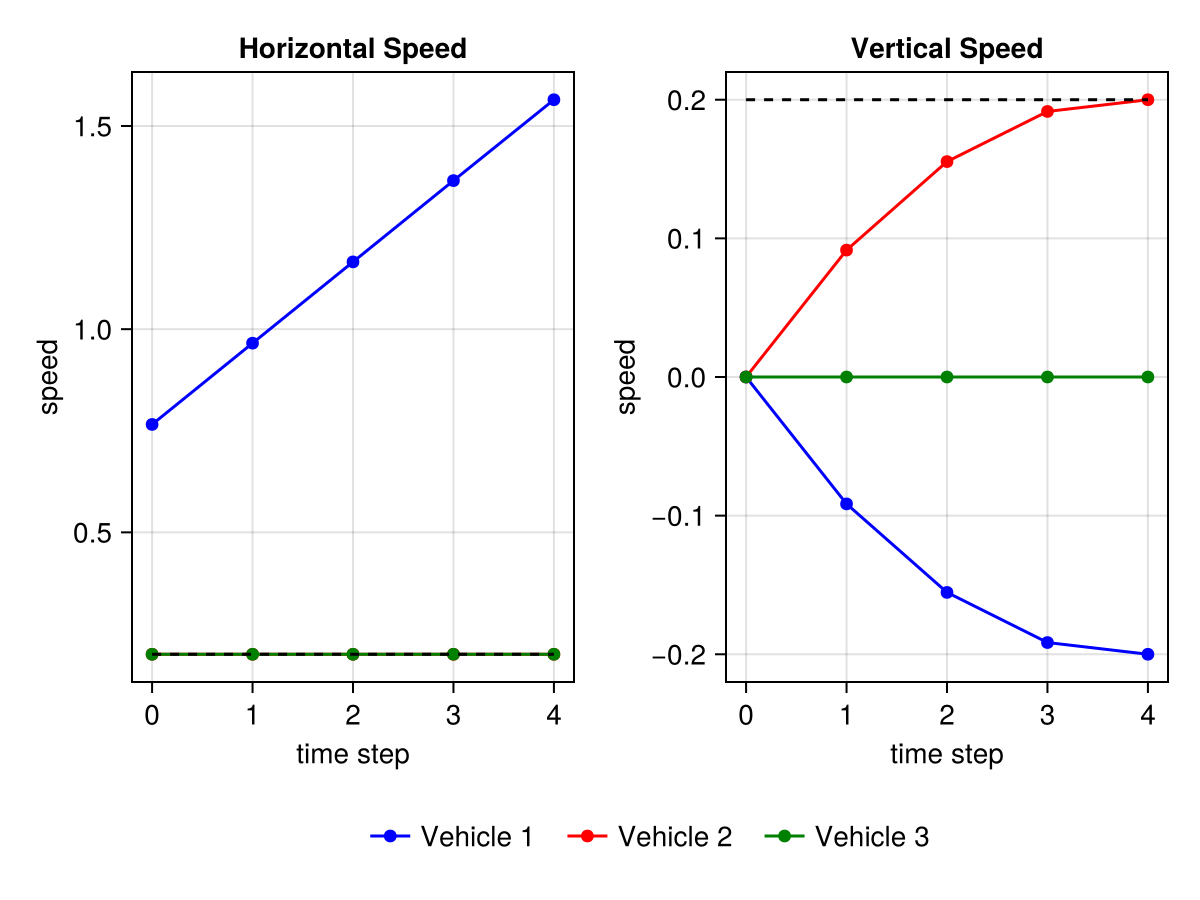 Horizontal Speed
speed
1.5
1.0
0.5
0 1 2 3 4
time step
Vertical Speed
speed
0.2
0.1
0.0
−0.1
−0.2
0 1 2 3 4
time step
Vehicle 1 Vehicle 2 Vehicle 3